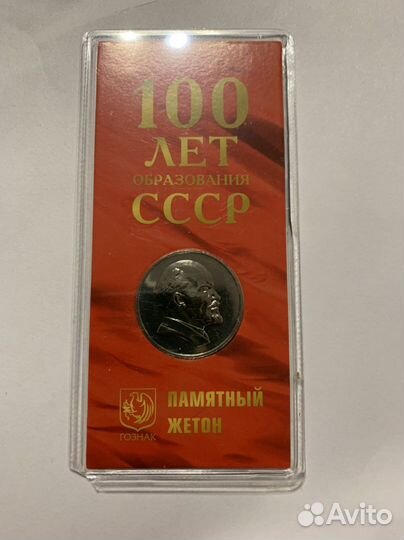 100
ЛЕТ
ОБРАЗОВАНИЯ
СССР
ПАМЯТНЫЙ
ЖЕТОН
ГОЗНАК
Avito